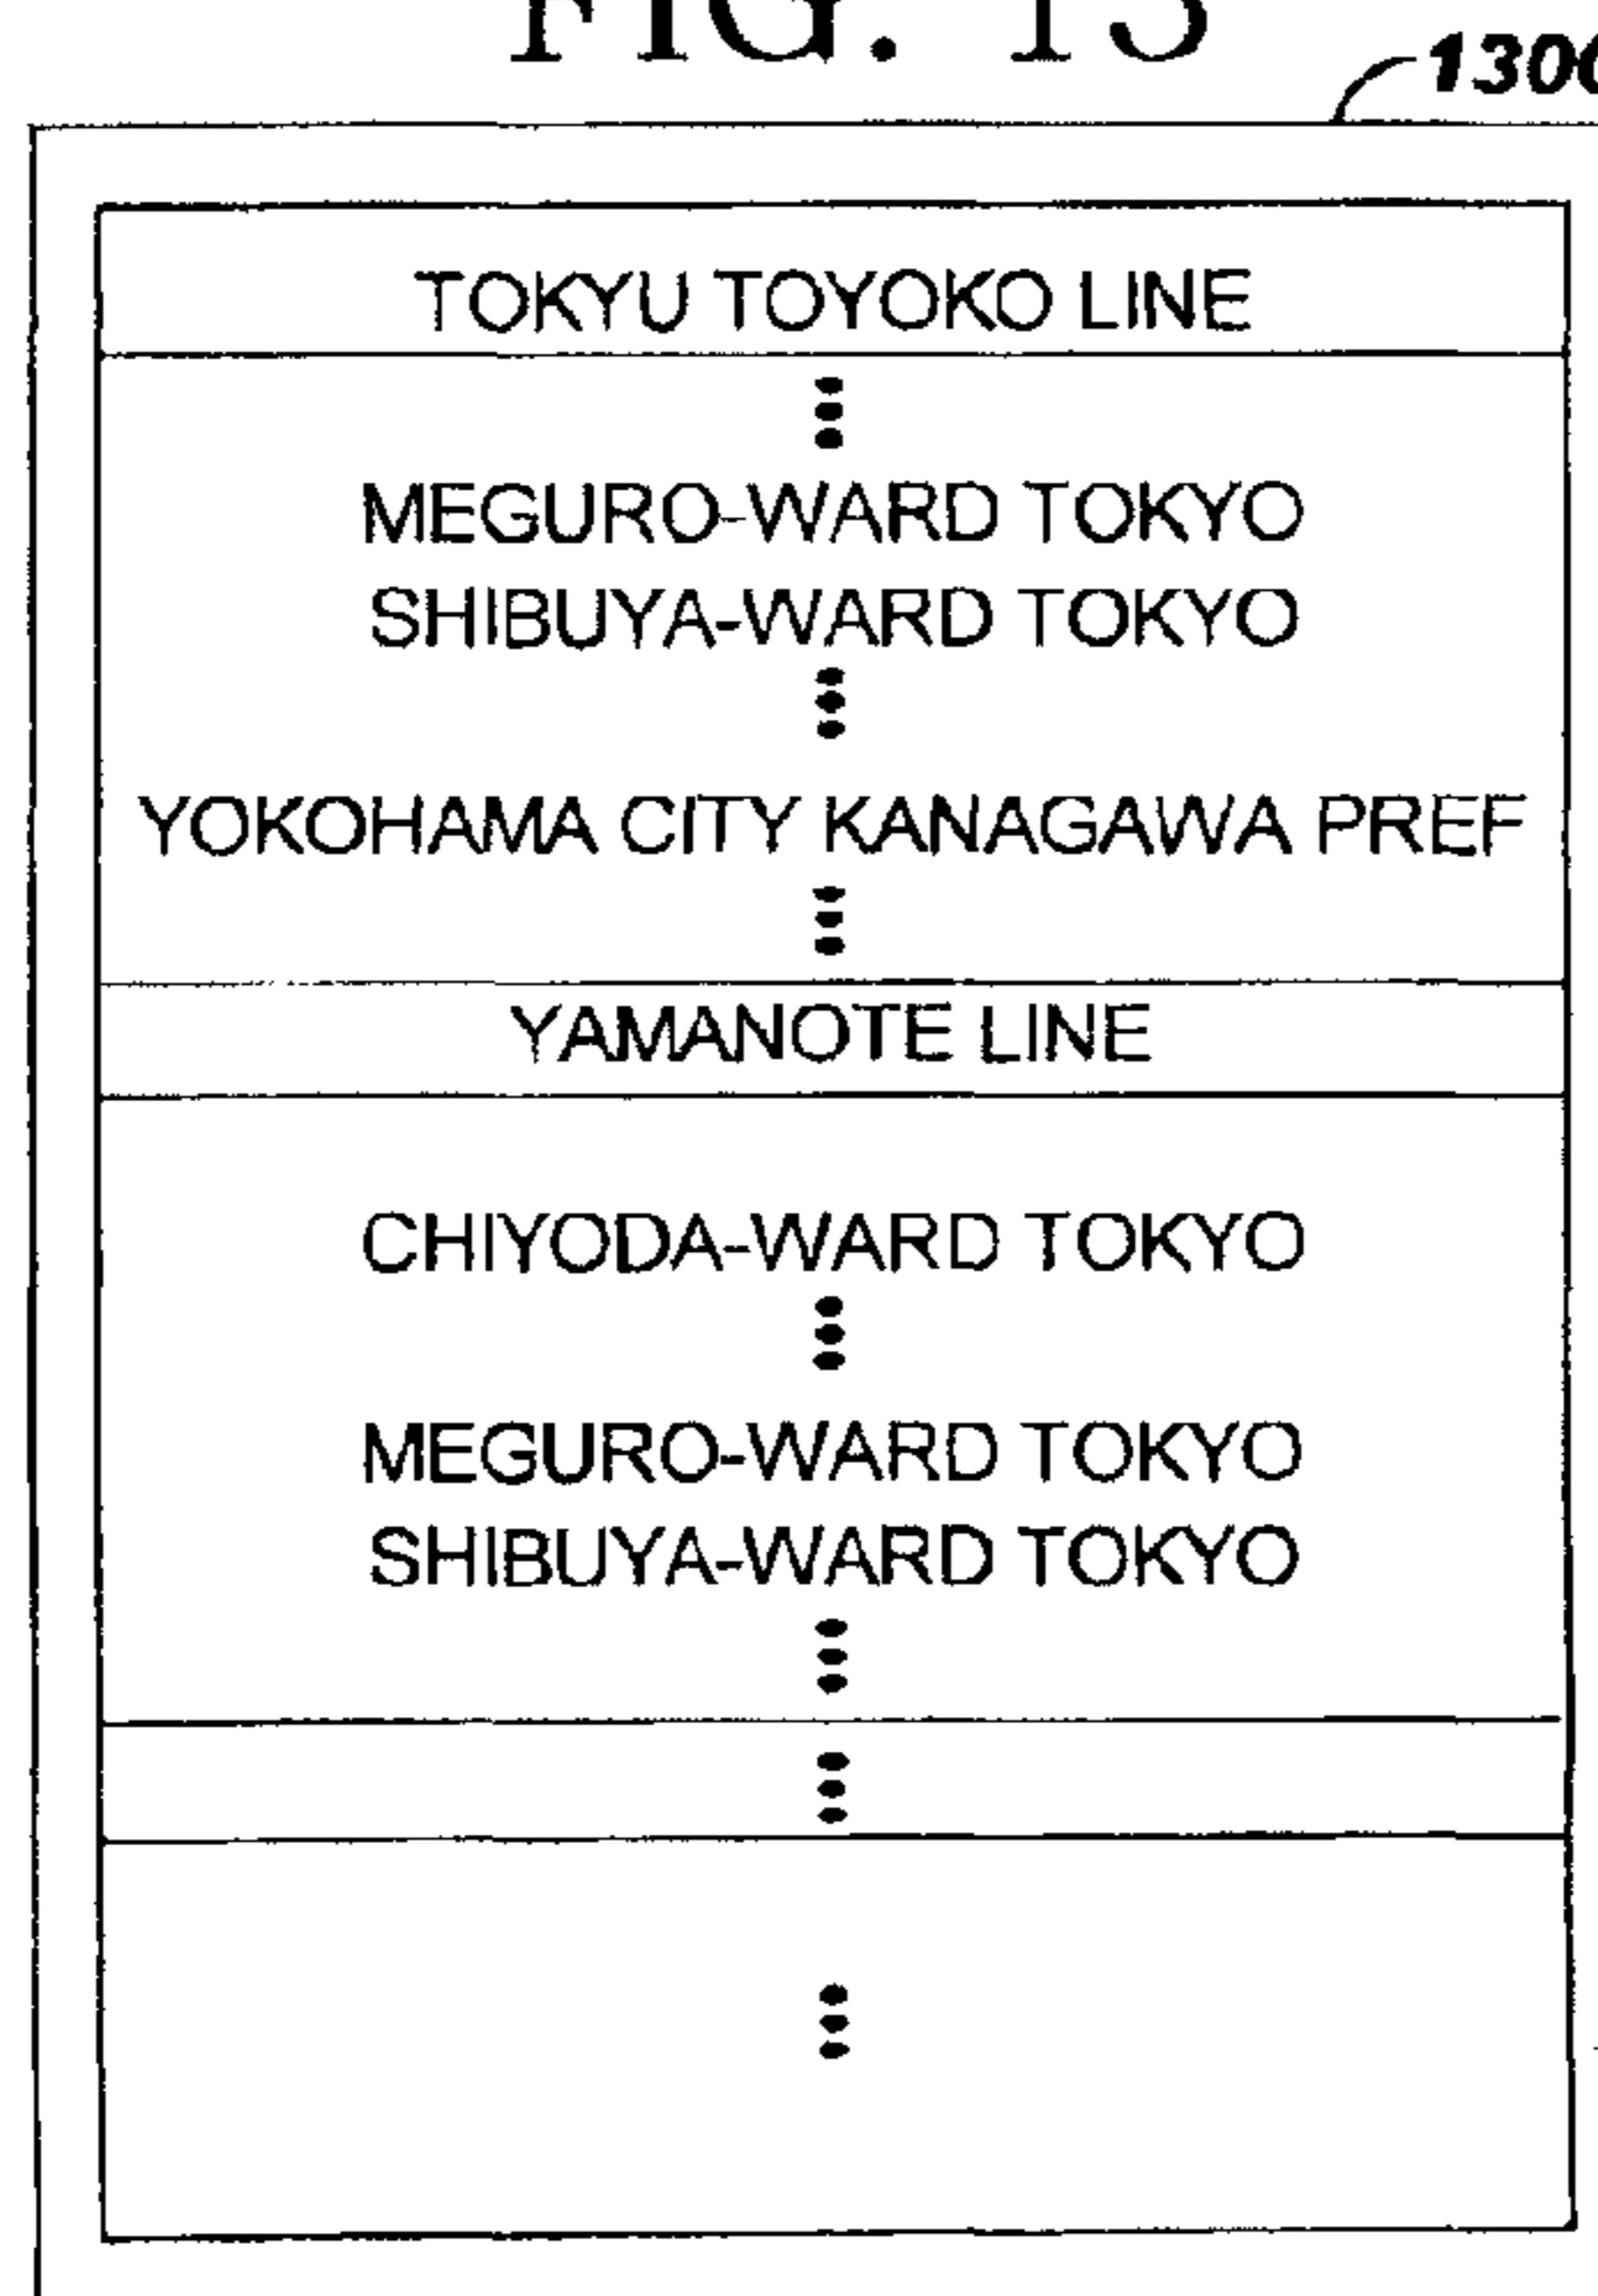 FIG. 13
1300
TOKYU TOYOKO LINE
MEGURO-WARD TOKYO
SHIBUYA-WARD TOKYO
YOKOHAMA CITY KANAGAWA PREF
YAMANOTE LINE
CHIYODA-WARD TOKYO
MEGURO-WARD TOKYO
SHIBUYA-WARD TOKYO